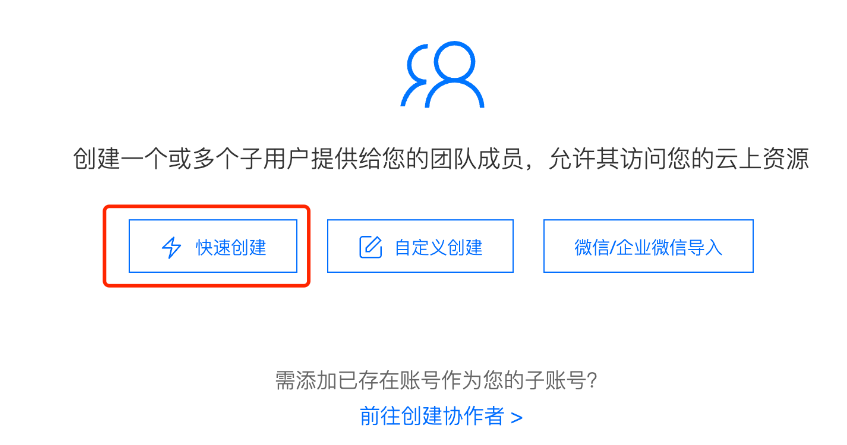 创建一个或多个子用户提供给您的团队成员，允许其访问您的云上资源
快速创建 自定义创建 微信/企业微信导入
需添加已存在账号作为您的子账号？
前往创建协作者 >